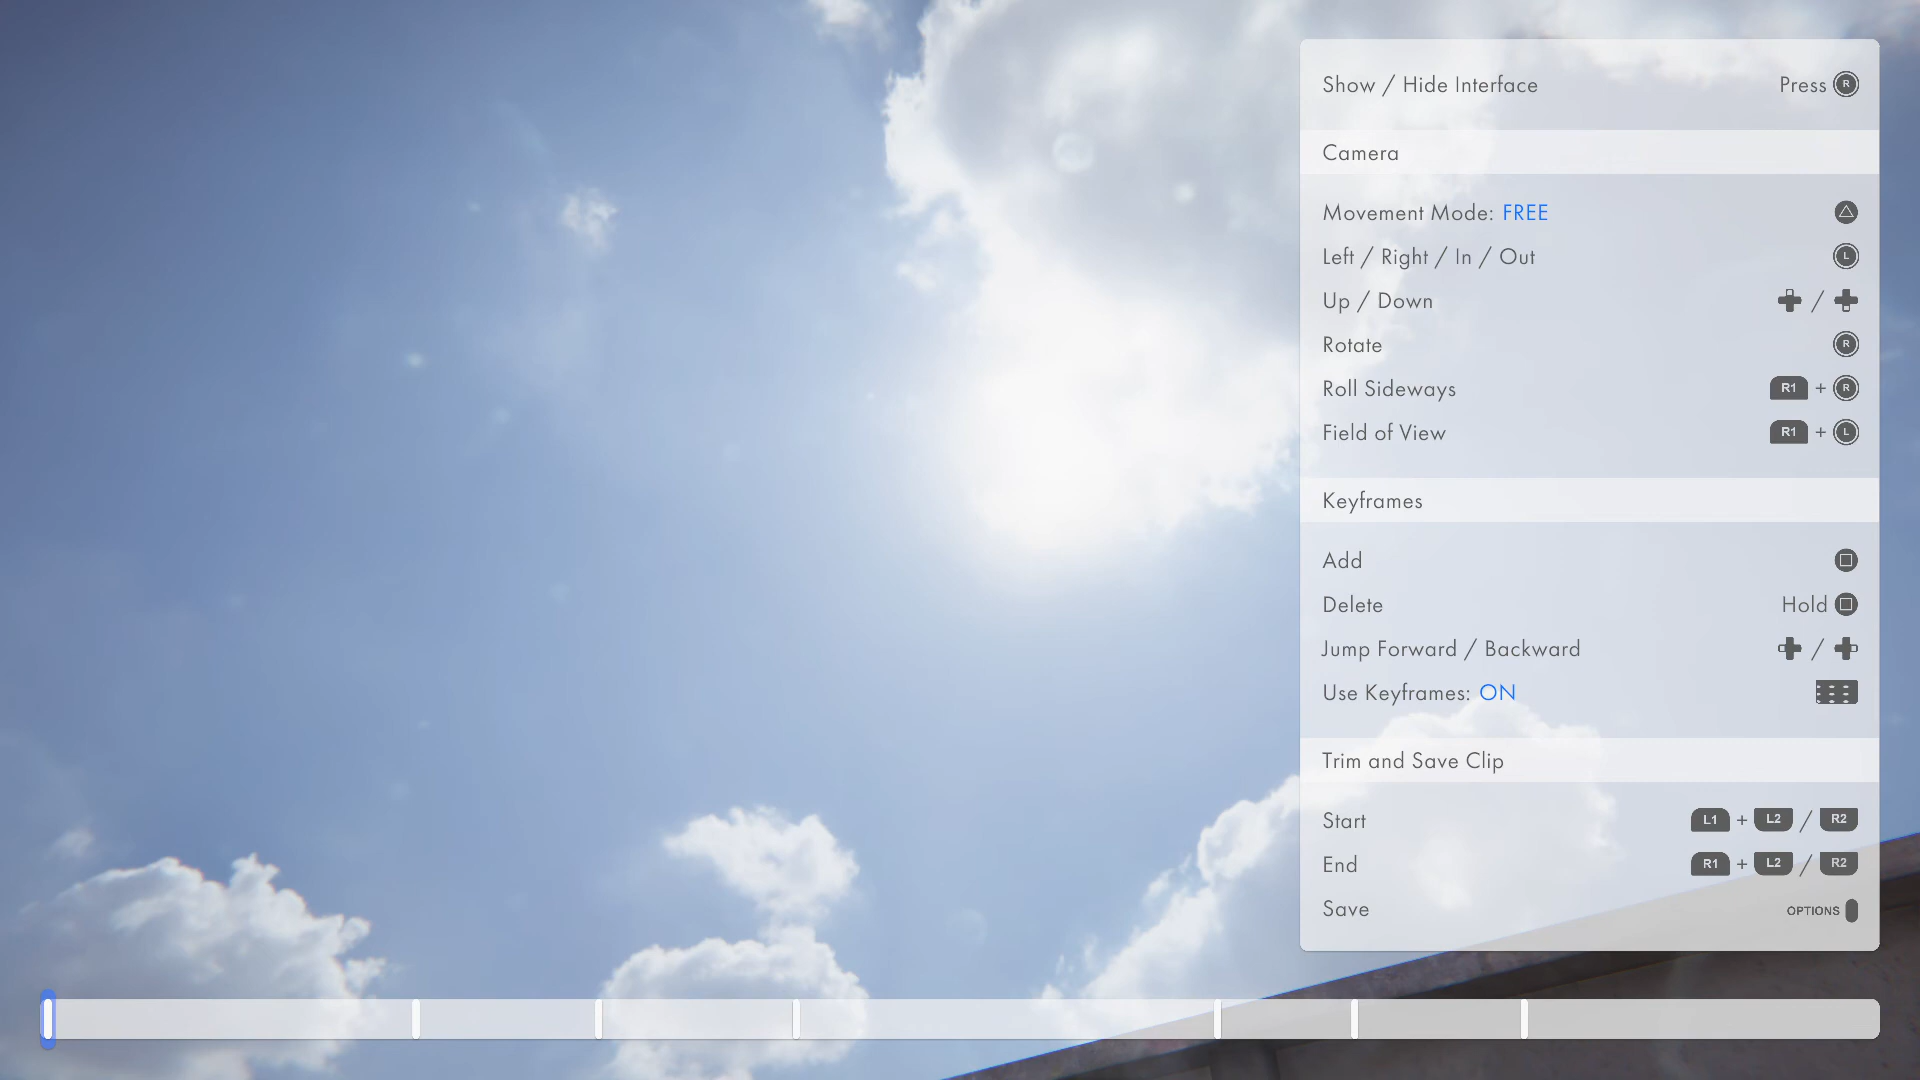 Show / Hide Interface Press R
Camera
Movement Mode: FREE
Left / Right / In / Out L
Up / Down /
Rotate R
Roll Sideways R1 + R
Field of View R1 + L
Keyframes
Add
Delete Hold
Jump Forward / Backward /
Use Keyframes: ON
Trim and Save Clip
Start L1 + L2 / R2
End R1 + L2 / R2
Save OPTIONS